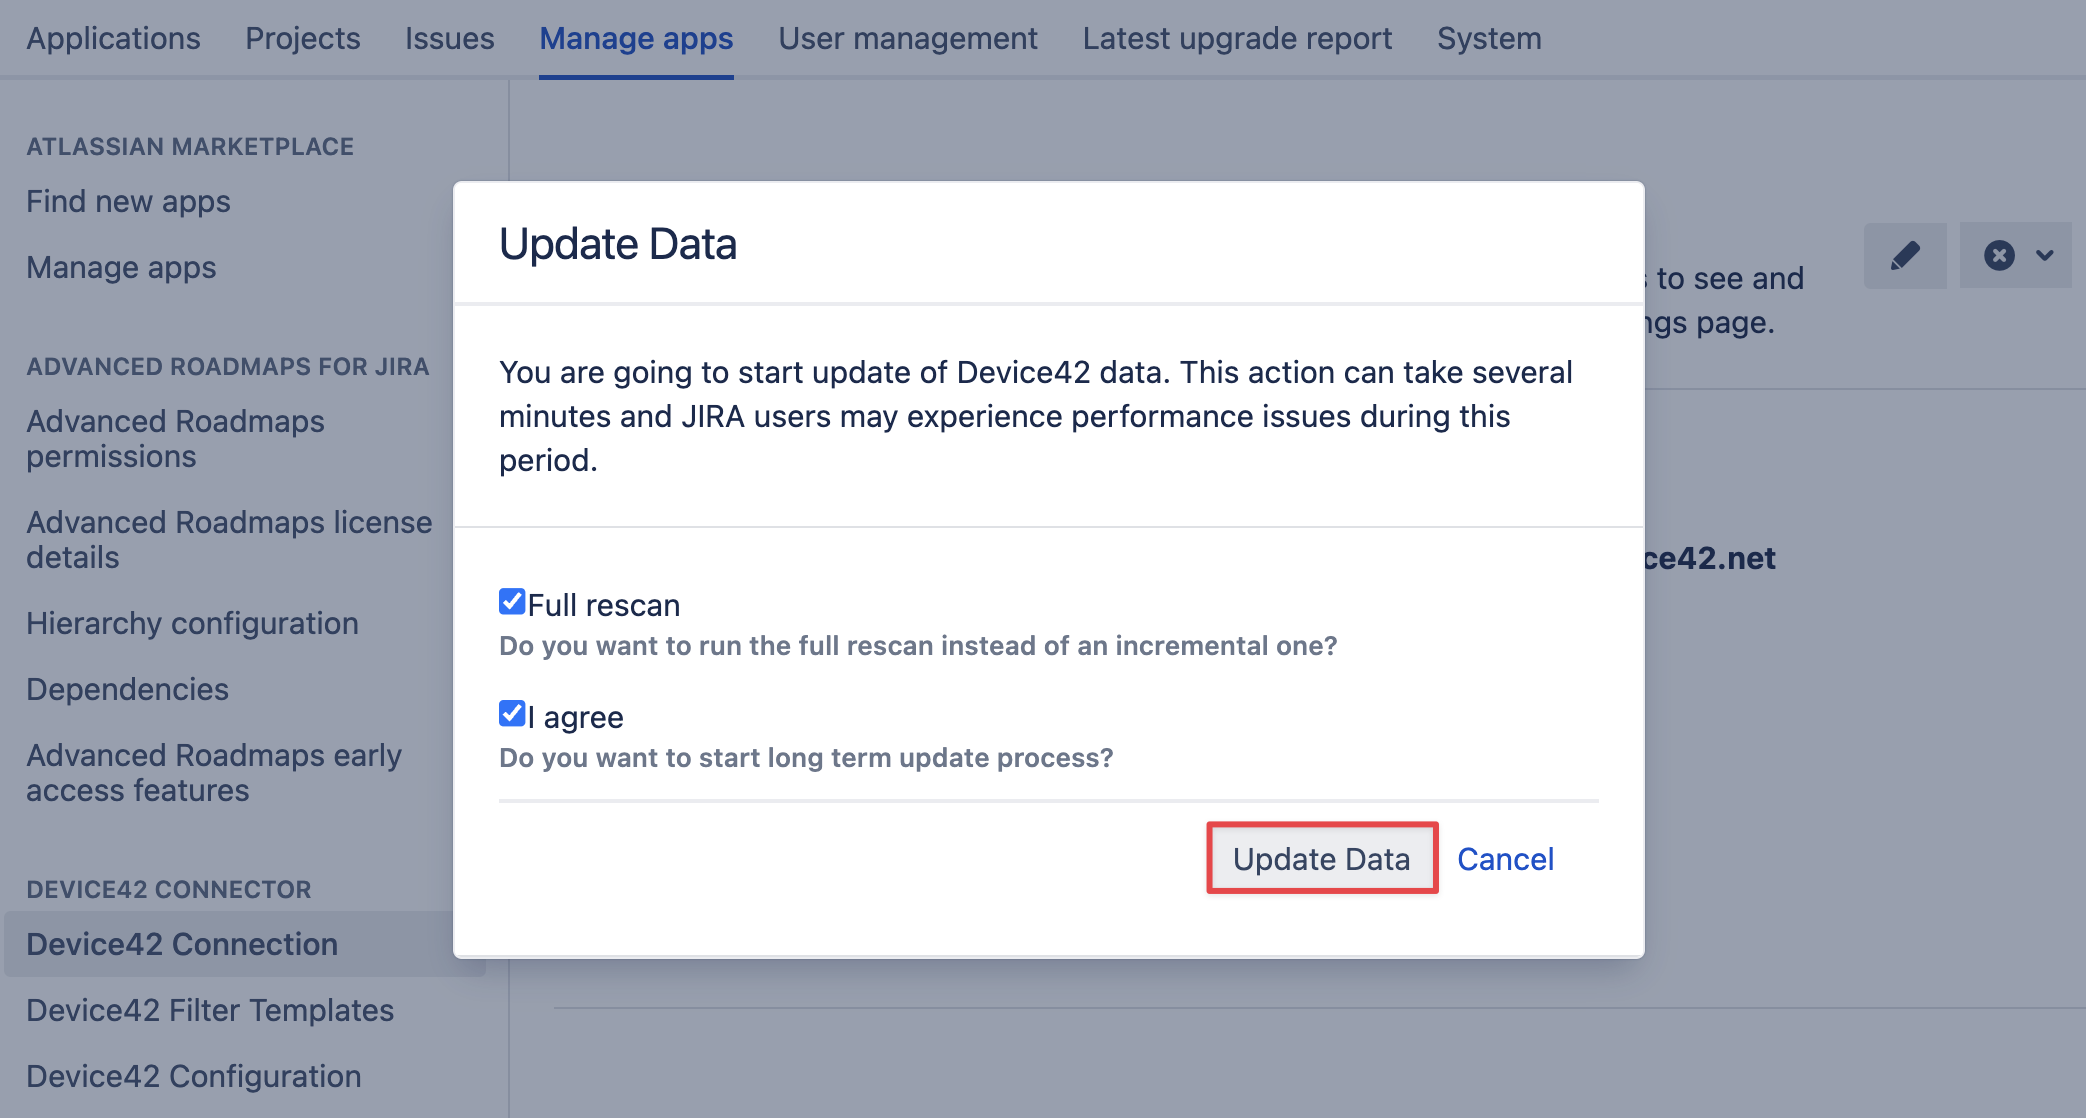 Applications Projects Issues Manage apps User management Latest upgrade report System
ATLASSIAN MARKETPLACE
Find new apps
Manage apps
ADVANCED ROADMAPS FOR JIRA
Advanced Roadmaps
permissions
Advanced Roadmaps license
details
Hierarchy configuration
Dependencies
Advanced Roadmaps early
access features
DEVICE42 CONNECTOR
Device42 Connection
Device42 Filter Templates
Device42 Configuration
to see and
page.
ce42.net
Update Data
You are going to start update of Device42 data. This action can take several
minutes and JIRA users may experience performance issues during this
period.
Full rescan
Do you want to run the full rescan instead of an incremental one?
I agree
Do you want to start long term update process?
Update Data Cancel